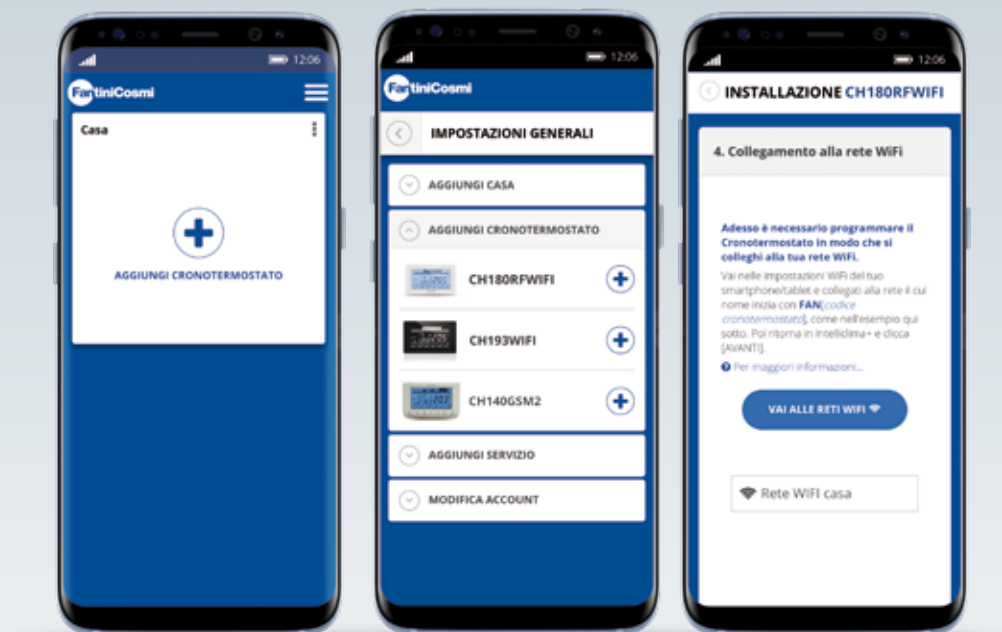 12:06
FantiniCosmi
Casa
AGGIUNGI CRONOTERMOSTATO
12:06
FantiniCosmi
IMPOSTAZIONI GENERALI
AGGIUNGI CASA
AGGIUNGI CRONOTERMOSTATO
CH180RFWIFI
CH193WIFI
CH140GSM2
AGGIUNGI SERVIZIO
MODIFICA ACCOUNT
12:06
INSTALLAZIONE CH180RFWIFI
4. Collegamento alla rete WiFi
Adesso è necessario programmare il
Cronotermostato in modo che si
colleghi alla tua rete WiFi.
Vai nelle impostazioni WiFi del tuo
smartphone/tablet e collegati alla rete il cui
nome inizia con FAN[codice
cronotermostato], come nell'esempio qui
sotto. Poi ritorna in Intelliclima+ e clicca
[AVANTI].
Per maggiori informazioni...
VAI ALLE RETI WIFI
Rete WIFI casa